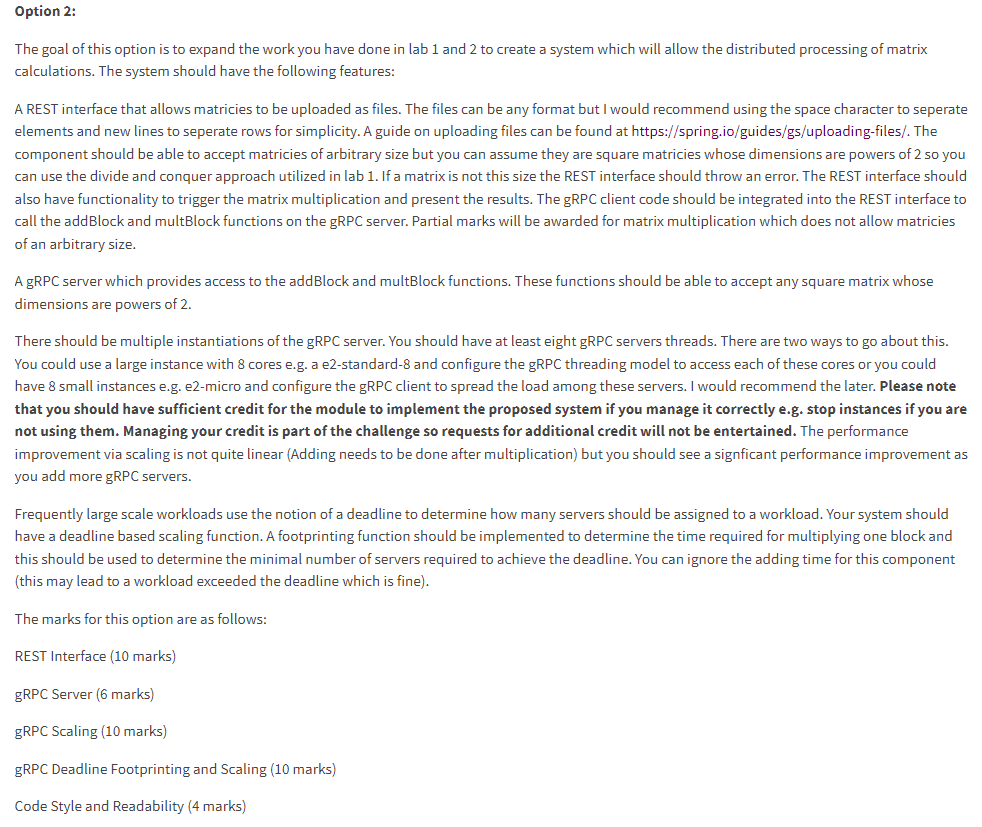 Option 2:
The goal of this option is to expand the work you have done in lab 1 and 2 to create a system which will allow the distributed processing of matrix
calculations. The system should have the following features:
A REST interface that allows matricies to be uploaded as files. The files can be any format but I would recommend using the space character to seperate
elements and new lines to seperate rows for simplicity. A guide on uploading files can be found at https://spring.io/guides/gs/uploading-files/. The
component should be able to accept matricies of arbitrary size but you can assume they are square matricies whose dimensions are powers of 2 so you
can use the divide and conquer approach utilized in lab 1. If a matrix is not this size the REST interface should throw an error. The REST interface should
also have functionality to trigger the matrix multiplication and present the results. The gRPC client code should be integrated into the REST interface to
call the addBlock and multBlock functions on the gRPC server. Partial marks will be awarded for matrix multiplication which does not allow matricies
of an arbitrary size.
A gRPC server which provides access to the addBlock and multBlock functions. These functions should be able to accept any square matrix whose
dimensions are powers of 2.
There should be multiple instantiations of the gRPC server. You should have at least eight gRPC servers threads. There are two ways to go about this.
You could use a large instance with 8 cores e.g. a e2-standard-8 and configure the gRPC threading model to access each of these cores or you could
have 8 small instances e.g. e2-micro and configure the gRPC client to spread the load among these servers. I would recommend the later. Please note
that you should have sufficient credit for the module to implement the proposed system if you manage it correctly e.g. stop instances if you are
not using them. Managing your credit is part of the challenge so requests for additional credit will not be entertained. The performance
improvement via scaling is not quite linear (Adding needs to be done after multiplication) but you should see a signficant performance improvement as
you add more gRPC servers.
Frequently large scale workloads use the notion of a deadline to determine how many servers should be assigned to a workload. Your system should
have a deadline based scaling function. A footprinting function should be implemented to determine the time required for multiplying one block and
this should be used to determine the minimal number of servers required to achieve the deadline. You can ignore the adding time for this component
(this may lead to a workload exceeded the deadline which is fine).
The marks for this option are as follows:
REST Interface (10 marks)
gRPC Server (6 marks)
gRPC Scaling (10 marks)
gRPC Deadline Footprinting and Scaling (10 marks)
Code Style and Readability (4 marks)